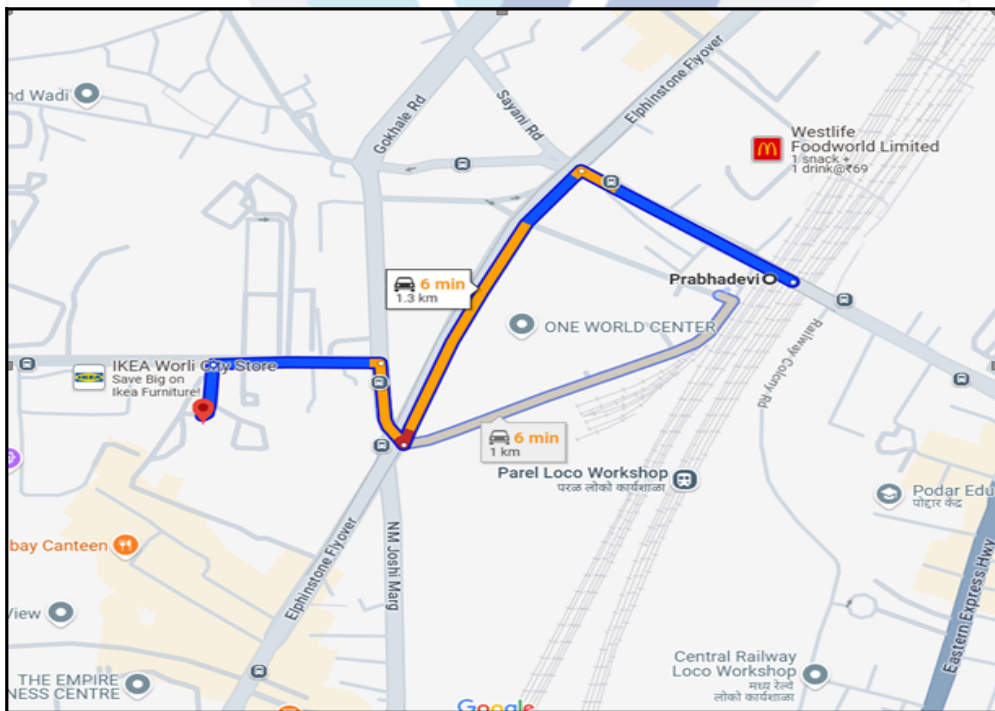 nd Wadi
Gokhale Rd
Sayani Rd
Elphinstone Flyover
Westlife
Foodworld Limited
1 snack +
1 drink@₹69
6 min
1.3 km
Prabhadevi
ONE WORLD CENTER
Railway Colony Rd
IKEA Worli City Store
Save Big on
Ikea Furniture!
6 min
1 km
Parel Loco Workshop
परळ लोको कार्यशाळा
Podar Edu
पोद्दार केंद्र
bay Canteen
Elphinstone Flyover
NM Joshi Marg
Eastern Express Hwy
View
THE EMPIRE
NESS CENTRE
Central Railway
Loco Workshop
मध्य रेल्वे
लोको कार्यशाळा
Google